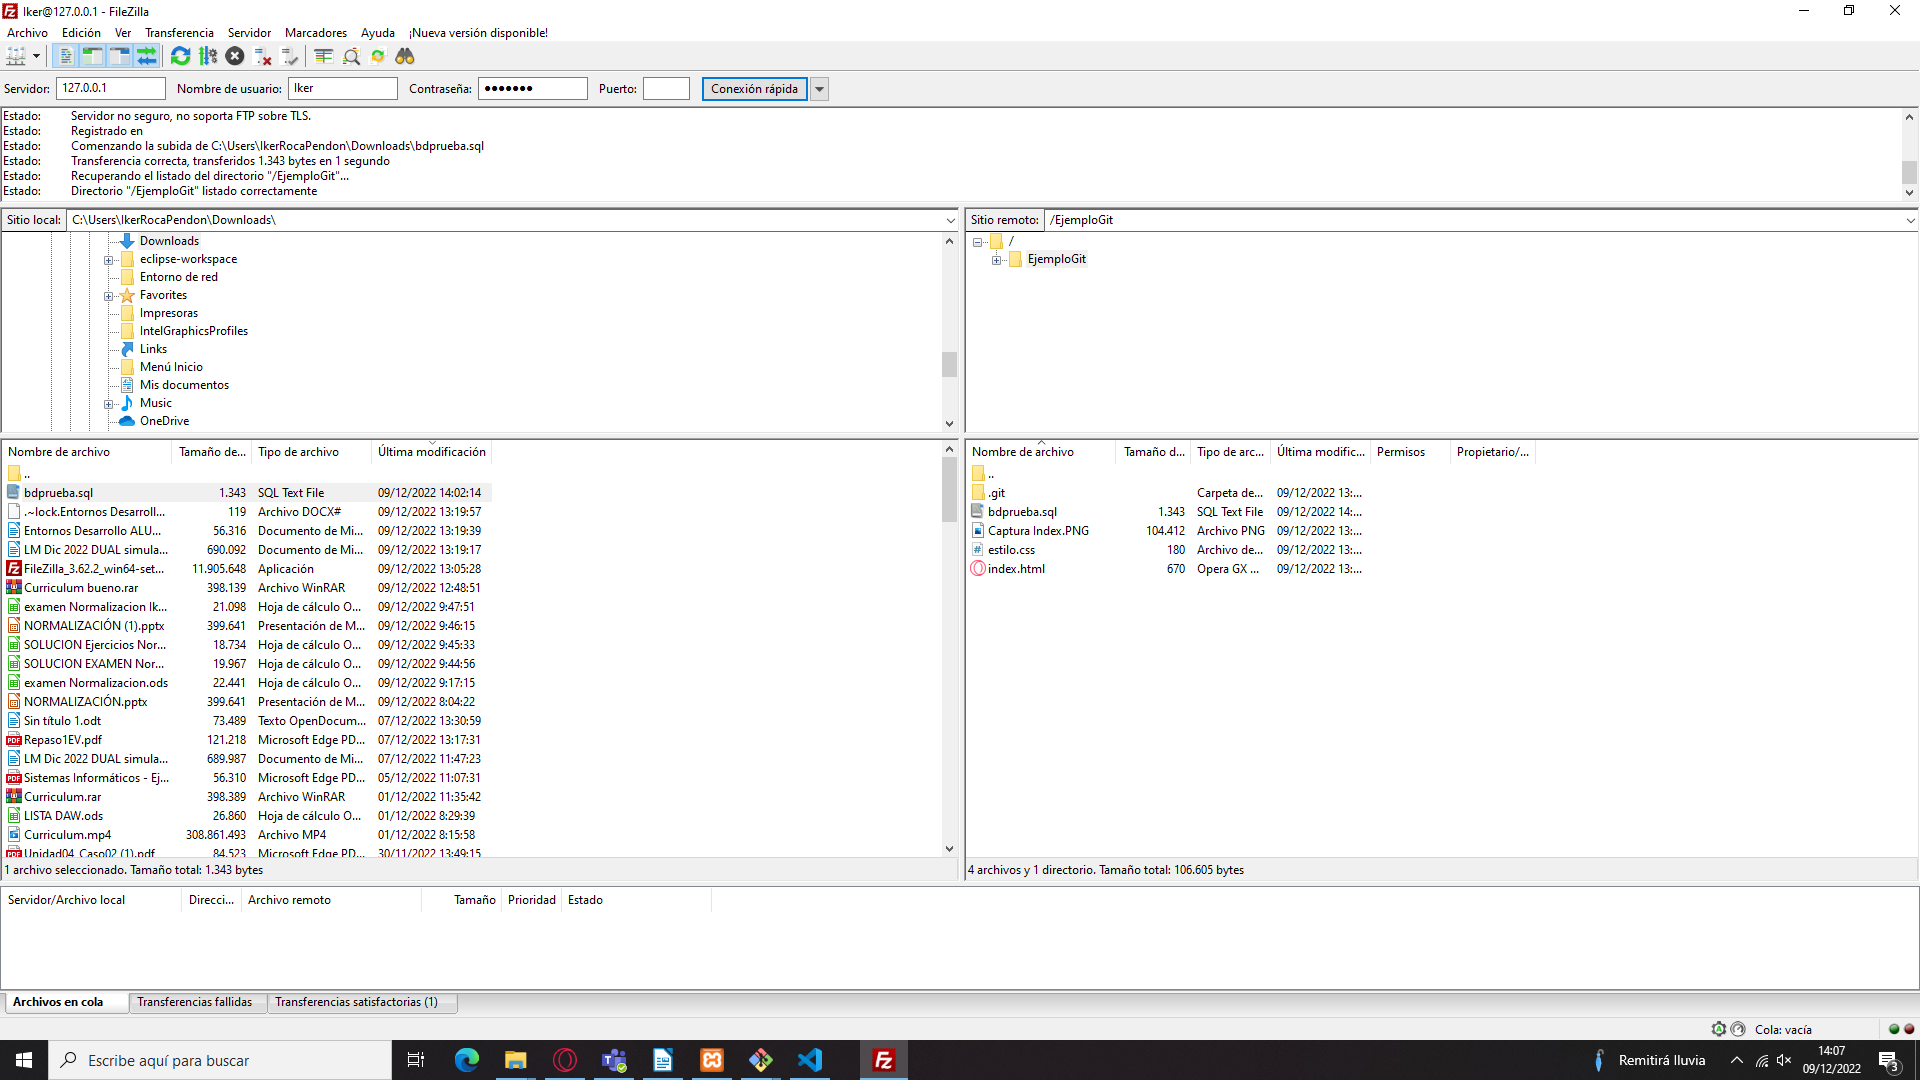 Iker@127.0.0.1 - FileZilla
Archivo Edición Ver Transferencia Servidor Marcadores Ayuda ¡Nueva versión disponible!
Servidor: 127.0.0.1 Nombre de usuario: Iker Contraseña: ●●●●●●● Puerto: Conexión rápida
Estado: Servidor no seguro, no soporta FTP sobre TLS.
Estado: Registrado en
Estado: Comenzando la subida de C:\Users\IkerRocaPendon\Downloads\bdprueba.sql
Estado: Transferencia correcta, transferidos 1.343 bytes en 1 segundo
Estado: Recuperando el listado del directorio "/EjemploGit"...
Estado: Directorio "/EjemploGit" listado correctamente
Sitio local: C:\Users\IkerRocaPendon\Downloads\
Downloads
eclipse-workspace
Entorno de red
Favorites
Impresoras
IntelGraphicsProfiles
Links
Menú Inicio
Mis documentos
Music
OneDrive
Sitio remoto: /EjemploGit
/
EjemploGit
Nombre de archivo Tamaño de... Tipo de archivo Última modificación
..
bdprueba.sql 1.343 SQL Text File 09/12/2022 14:02:14
.~lock.Entornos Desarroll... 119 Archivo DOCX# 09/12/2022 13:19:57
Entornos Desarrollo ALU... 56.316 Documento de Mi... 09/12/2022 13:19:39
LM Dic 2022 DUAL simula... 690.092 Documento de Mi... 09/12/2022 13:19:17
FileZilla_3.62.2_win64-set... 11.905.648 Aplicación 09/12/2022 13:05:28
Curriculum bueno.rar 398.139 Archivo WinRAR 09/12/2022 12:48:51
examen Normalizacion Ik... 21.098 Hoja de cálculo O... 09/12/2022 9:47:51
NORMALIZACIÓN (1).pptx 399.641 Presentación de M... 09/12/2022 9:46:15
SOLUCION Ejercicios Nor... 18.734 Hoja de cálculo O... 09/12/2022 9:45:33
SOLUCION EXAMEN Nor... 19.967 Hoja de cálculo O... 09/12/2022 9:44:56
examen Normalizacion.ods 22.441 Hoja de cálculo O... 09/12/2022 9:17:15
NORMALIZACIÓN.pptx 399.641 Presentación de M... 09/12/2022 8:04:22
Sin título 1.odt 73.489 Texto OpenDocum... 07/12/2022 13:30:59
Repaso1EV.pdf 121.218 Microsoft Edge PD... 07/12/2022 13:17:31
LM Dic 2022 DUAL simula... 689.987 Documento de Mi... 07/12/2022 11:47:23
Sistemas Informáticos - Ej... 56.310 Microsoft Edge PD... 05/12/2022 11:07:31
Curriculum.rar 398.389 Archivo WinRAR 01/12/2022 11:35:42
LISTA DAW.ods 26.860 Hoja de cálculo O... 01/12/2022 8:29:39
Curriculum.mp4 308.861.493 Archivo MP4 01/12/2022 8:15:58
Unidad04_Caso02 (1).pdf 84.523 Microsoft Edge PD... 30/11/2022 13:49:15
1 archivo seleccionado. Tamaño total: 1.343 bytes
Nombre de archivo Tamaño d... Tipo de arc... Última modific... Permisos Propietario/...
..
.git Carpeta de... 09/12/2022 13:...
bdprueba.sql 1.343 SQL Text File 09/12/2022 14:...
Captura Index.PNG 104.412 Archivo PNG 09/12/2022 13:...
estilo.css 180 Archivo de... 09/12/2022 13:...
index.html 670 Opera GX ... 09/12/2022 13:...
4 archivos y 1 directorio. Tamaño total: 106.605 bytes
Servidor/Archivo local Direcci... Archivo remoto Tamaño Prioridad Estado
Archivos en cola Transferencias fallidas Transferencias satisfactorias (1)
Cola: vacía
Escribe aquí para buscar
Remitirá lluvia
14:07
09/12/2022
3